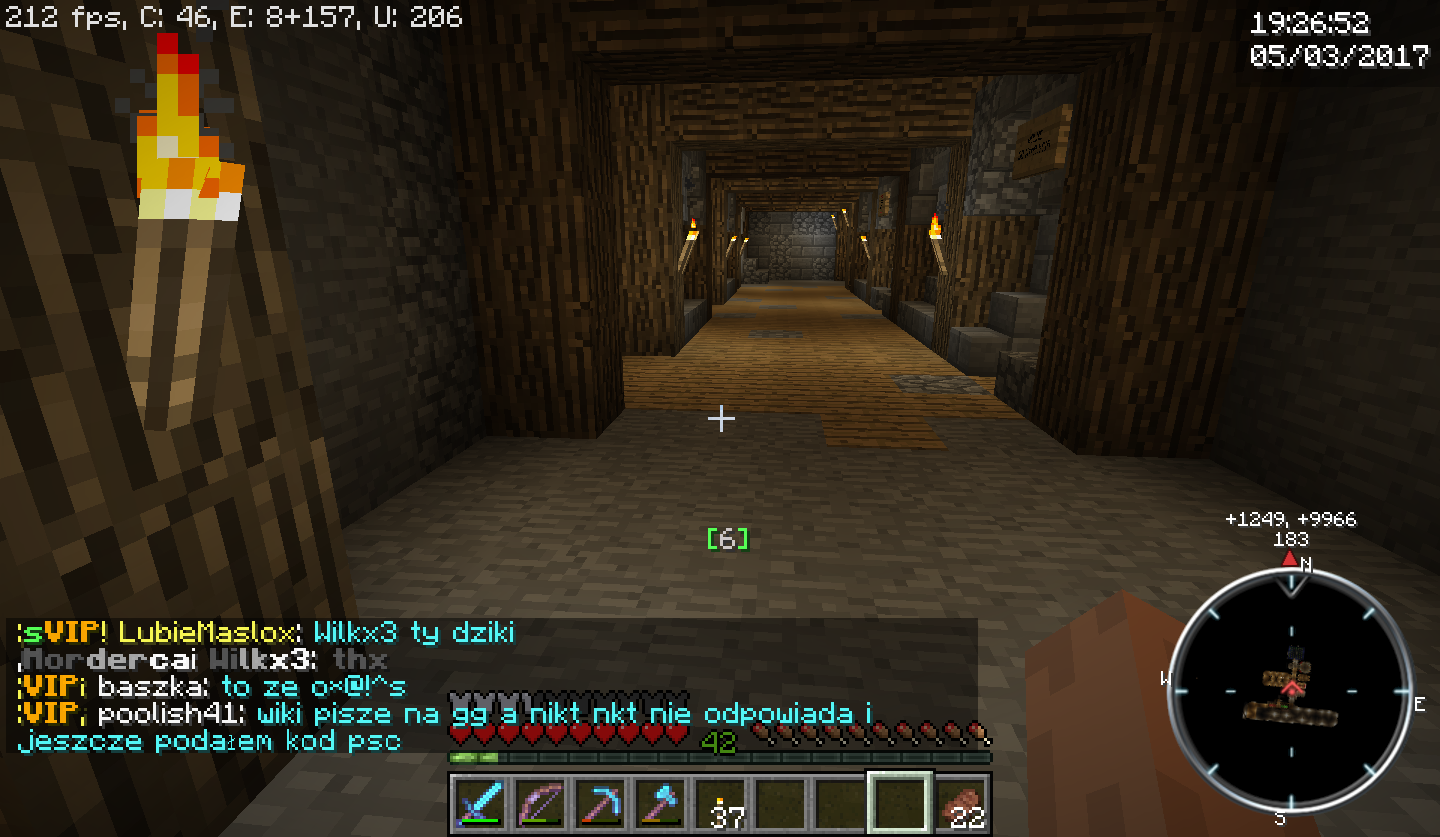 212 fps, C: 46, E: 8+157, U: 206
19:26:52
05/03/2017
+1249, +9966
183
N
W
E
S
[6]
sVIP! LubieMaslox: Wilkx3 ty dziki
Wilkx3: thx
VIP baszka: to ze o×@!^s
VIP poolish41: wiki pisze na gg a nikt nkt nie odpowiada i
jeszcze podałem kod psc
42
37
22